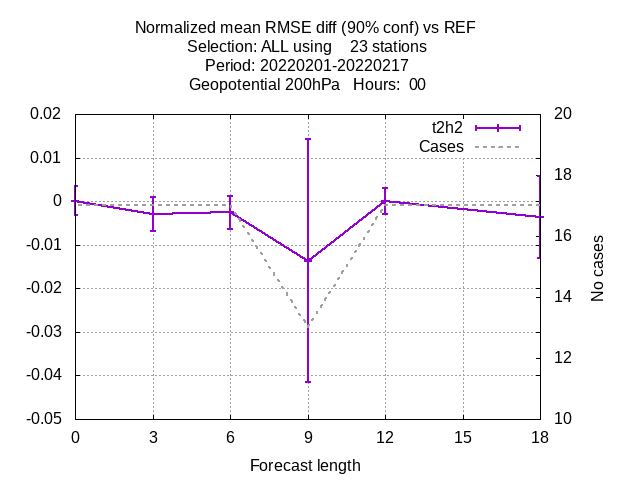 Normalized mean RMSE diff (90% conf) vs REF
Selection: ALL using    23 stations
Period: 20220201-20220217
Geopotential 200hPa   Hours:  00
t2h2
Cases
0.02
0.01
0
-0.01
-0.02
-0.03
-0.04
-0.05
20
18
16
14
12
10
No cases
0 3 6 9 12 15 18
Forecast length